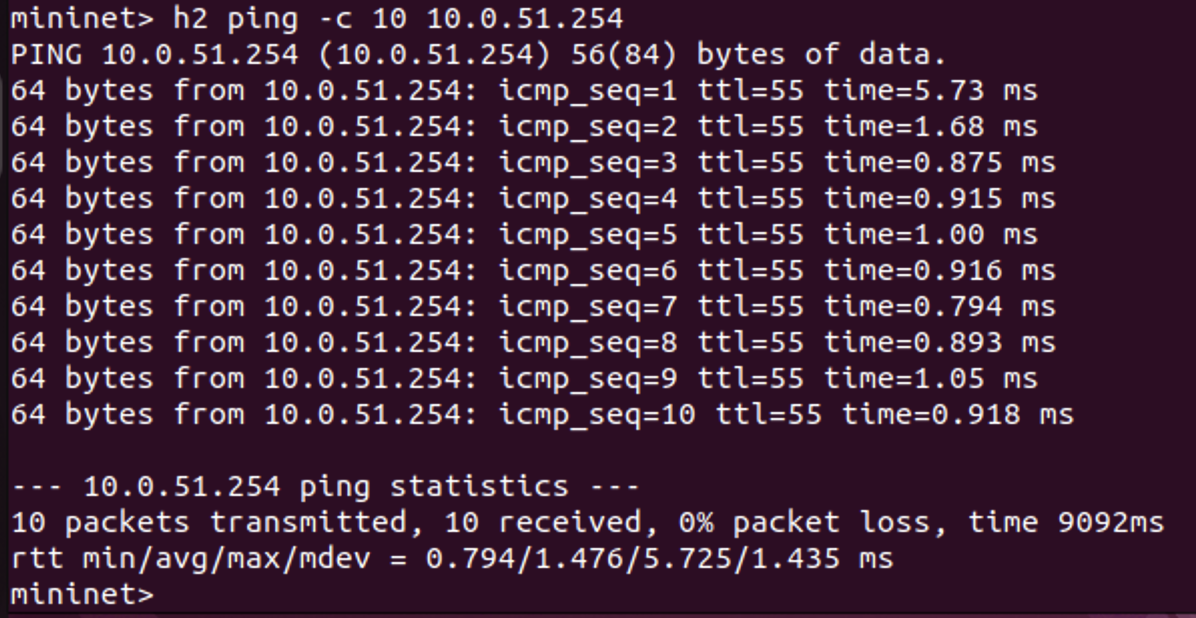 mininet> h2 ping -c 10 10.0.51.254
PING 10.0.51.254 (10.0.51.254) 56(84) bytes of data.
64 bytes from 10.0.51.254: icmp_seq=1 ttl=55 time=5.73 ms
64 bytes from 10.0.51.254: icmp_seq=2 ttl=55 time=1.68 ms
64 bytes from 10.0.51.254: icmp_seq=3 ttl=55 time=0.875 ms
64 bytes from 10.0.51.254: icmp_seq=4 ttl=55 time=0.915 ms
64 bytes from 10.0.51.254: icmp_seq=5 ttl=55 time=1.00 ms
64 bytes from 10.0.51.254: icmp_seq=6 ttl=55 time=0.916 ms
64 bytes from 10.0.51.254: icmp_seq=7 ttl=55 time=0.794 ms
64 bytes from 10.0.51.254: icmp_seq=8 ttl=55 time=0.893 ms
64 bytes from 10.0.51.254: icmp_seq=9 ttl=55 time=1.05 ms
64 bytes from 10.0.51.254: icmp_seq=10 ttl=55 time=0.918 ms

--- 10.0.51.254 ping statistics ---
10 packets transmitted, 10 received, 0% packet loss, time 9092ms
rtt min/avg/max/mdev = 0.794/1.476/5.725/1.435 ms
mininet>